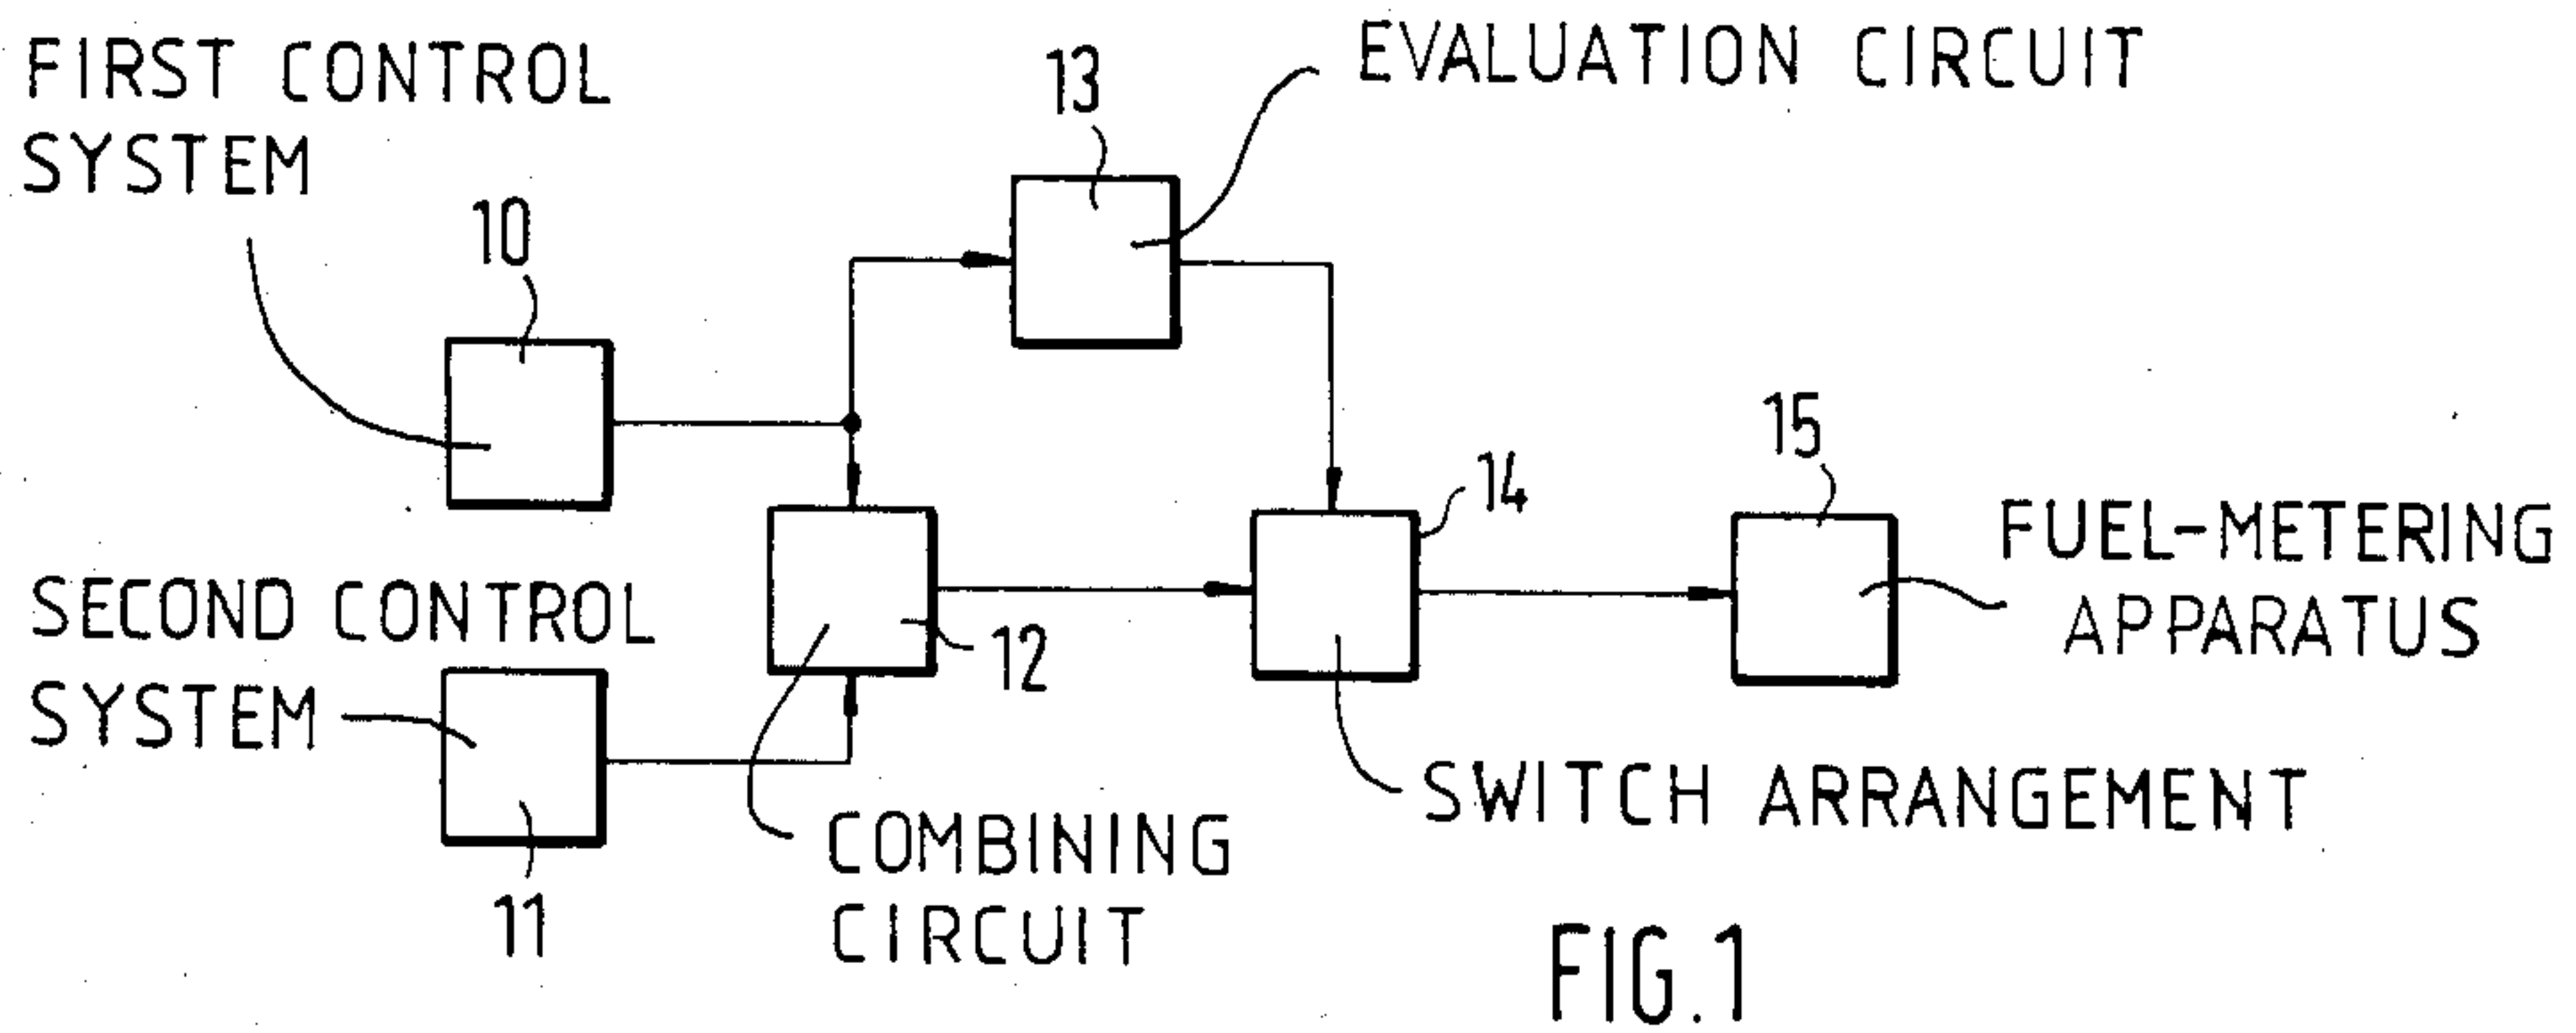 FIRST CONTROL
SYSTEM
10
13
EVALUATION CIRCUIT
SECOND CONTROL
SYSTEM
11
12
COMBINING
CIRCUIT
14
SWITCH ARRANGEMENT
15
FUEL-METERING
APPARATUS
FIG.1